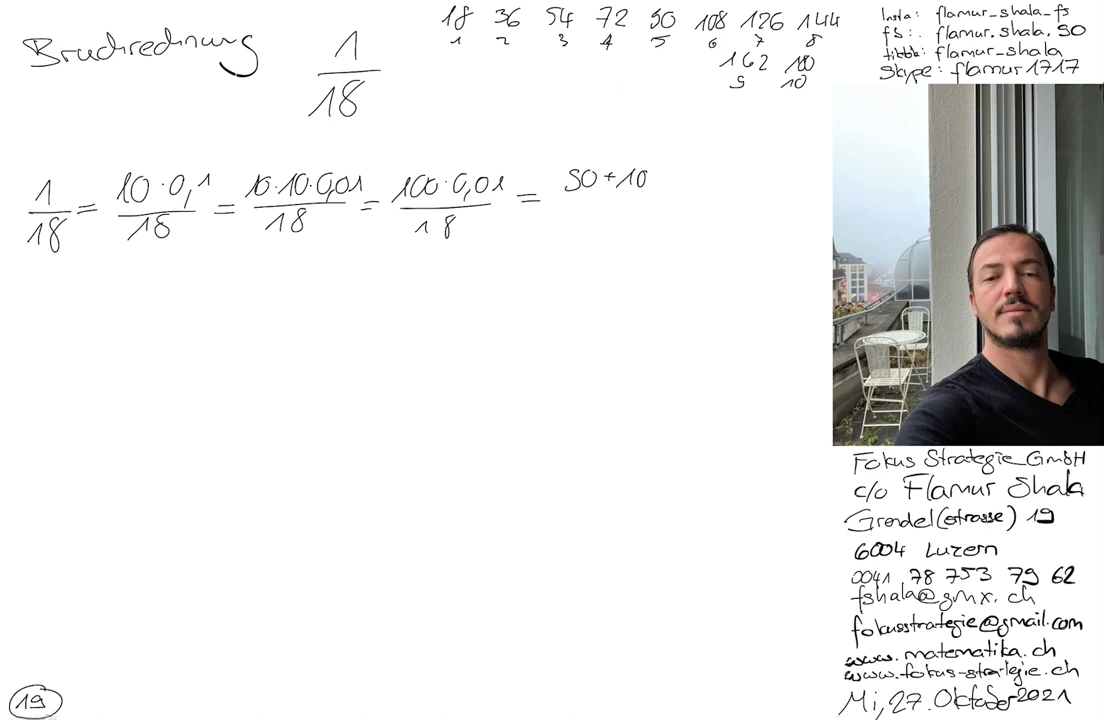 Bruchrechnung
1
18
18 36 54 72 90 108 126 144
1 2 3 4 5 6 7 8
162 180
9 10
1/18 = 10·0,1/18 = 10·10·0,01/18 = 100·0,01/18 = 90+10
Insta: flamur_shala_fs
fb: flamur.shala.90
tiktok: flamur_shala
Skype: flamur1717
Fokus Strategie GmbH
c/o Flamur Shala
Grendel(strasse) 19
6004 Luzern
0041 78 753 79 62
fshala@gmx.ch
fokusstrategie@gmail.com
www.matematika.ch
www.fokus-strategie.ch
Mi, 27. Oktober 2021
19